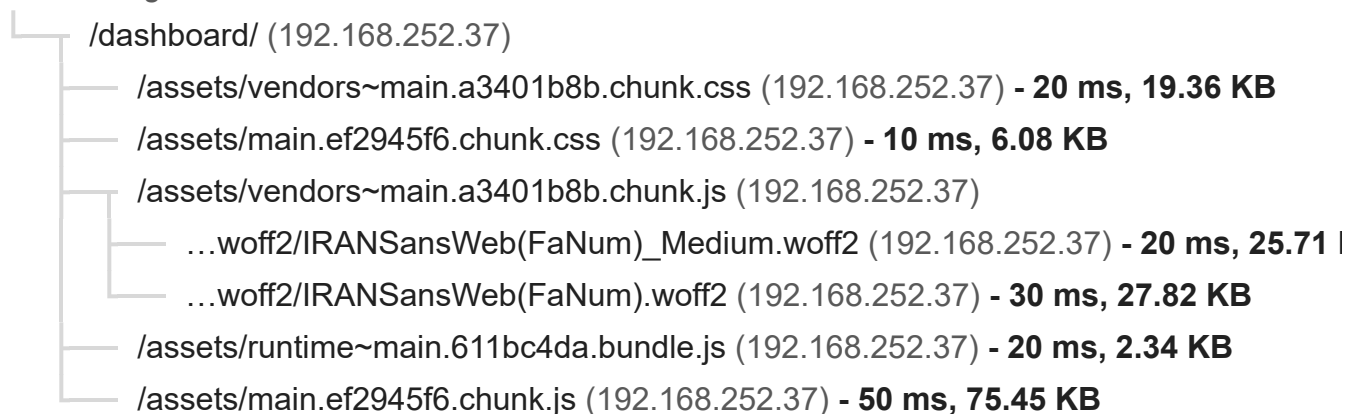 /dashboard/ (192.168.252.37)
/assets/vendors~main.a3401b8b.chunk.css (192.168.252.37) - 20 ms, 19.36 KB
/assets/main.ef2945f6.chunk.css (192.168.252.37) - 10 ms, 6.08 KB
/assets/vendors~main.a3401b8b.chunk.js (192.168.252.37)
…woff2/IRANSansWeb(FaNum)_Medium.woff2 (192.168.252.37) - 20 ms, 25.71
…woff2/IRANSansWeb(FaNum).woff2 (192.168.252.37) - 30 ms, 27.82 KB
/assets/runtime~main.611bc4da.bundle.js (192.168.252.37) - 20 ms, 2.34 KB
/assets/main.ef2945f6.chunk.js (192.168.252.37) - 50 ms, 75.45 KB